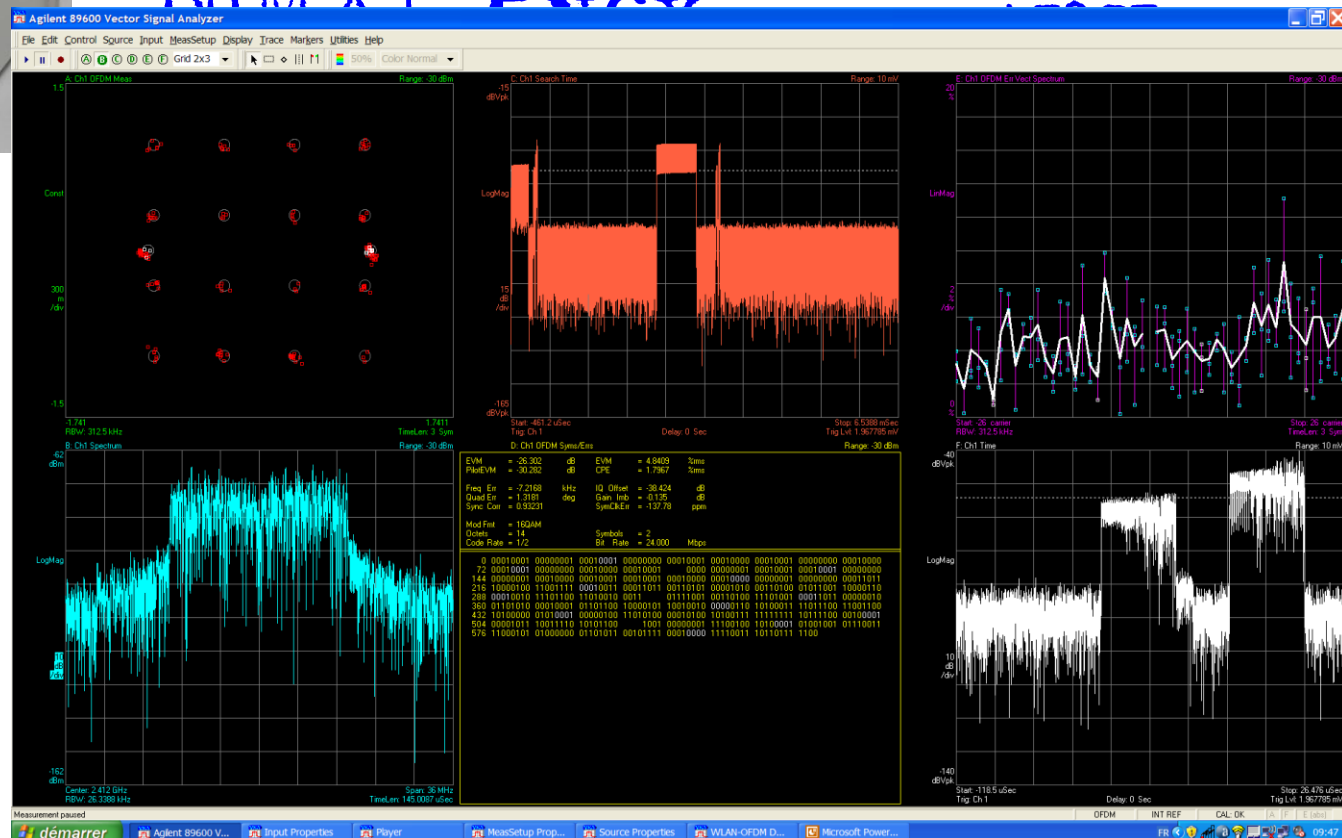 Agilent 89600 Vector Signal Analyzer
File Edit Control Source Input MeasSetup Display Trace Markers Utilities Help
A B C D E F Grid 2x3 50% Color Normal
A: Ch1 OFDM Meas Range: -30 dBm
1.5
Const
300
m
/div
-1.5
-1.741 1.7411
RBW: 312.5 kHz TimeLen: 3 Sym
C: Ch1 Search Time Range: 10 mV
-15
dBVpk
LogMag
15
dB
/div
-165
dBVpk
Start: -461.2 uSec Stop: 6.5388 mSec
Trig: Ch1 Delay: 0 Sec Trig Lvl: 1.967785 mV
E: Ch1 OFDM Err Vect Spectrum Range: -30 dBm
20
LinMag
/div
Start: -26 carrier Stop: 26 carrier
RBW: 312.5 kHz TimeLen: 3 Sym
B: Ch1 Spectrum Range: -30 dBm
-62
dBm
LogMag
10
dB
/div
-162
dBm
Center: 2.412 GHz Span: 36 MHz
RBW: 26.3388 kHz TimeLen: 145.0087 uSec
D: Ch1 OFDM Syms/Errs Range: -30 dBm
EVM = -26.302 dB EVM = 4.8409 %rms
PilotEVM = -30.282 dB CPE = 1.7967 %rms
Freq Err = -7.2168 kHz IQ Offset = -38.424 dB
Quad Err = 1.3181 deg Gain Imb = -0.135 dB
Sync Corr = 0.93231 SymClkErr = -137.78 ppm
Mod Fmt = 16QAM
Octets = 14 Symbols = 2
Code Rate = 1/2 Bit Rate = 24.000 Mbps
0 00010001 00000001 00010001 00000000 00010001 00010000 00010001 00000000 00010000
72 00010001 00000000 00010000 00010001 0000 00000001 00010001 00010001 00000000
144 00000001 00010000 00010001 00010001 00010000 00010000 00000001 00000000 00011011
216 10000100 11001111 00010011 00011011 00110101 00001010 00110100 01011001 10000110
288 00010010 11101100 11010010 0011 01111001 00110100 11101001 00011011 00000010
360 01101010 00010001 01101100 10000101 10010010 00000110 10100011 11101100 11001100
432 10100000 01010001 00000100 11010100 00010100 10100111 11111111 10111100 00100001
504 00001011 10011110 10101100 1001 00000001 11100100 10100001 01001001 01110011
576 11000101 01000000 01101011 00101111 00010000 11110011 10110111 1100
F: Ch1 Time Range: 10 mV
-40
dBVpk
LogMag
10
dB
/div
-140
dBVpk
Start: -118.5 uSec Stop: 26.476 uSec
Trig: Ch1 Delay: 0 Sec Trig Lvl: 1.967785 mV
Measurement paused OFDM INT REF CAL: OK
démarrer Agilent 89600 V... Input Properties Player MeasSetup Prop... Source Properties WLAN-OFDM D... Microsoft Power... FR 09:47